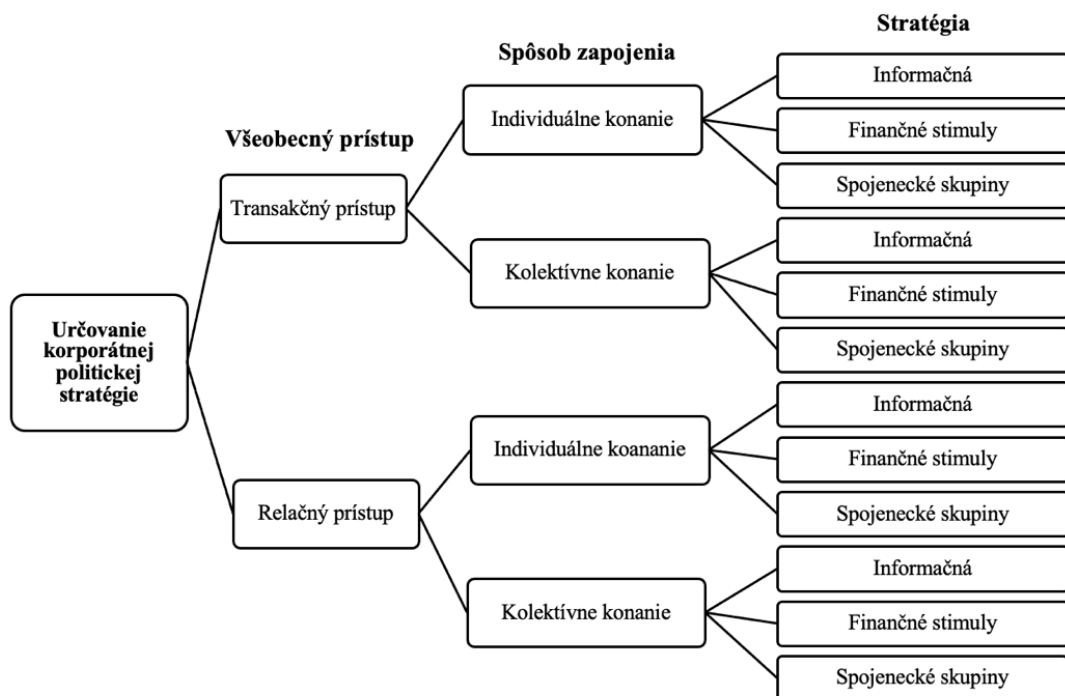 Stratégia
Spôsob zapojenia
Všeobecný prístup
Určovanie
korporátnej
politickej
stratégie
Transakčný prístup
Individuálne konanie
Informačná
Finančné stimuly
Spojenecké skupiny
Kolektívne konanie
Informačná
Finančné stimuly
Spojenecké skupiny
Relačný prístup
Individuálne koananie
Informačná
Finančné stimuly
Spojenecké skupiny
Kolektívne konanie
Informačná
Finančné stimuly
Spojenecké skupiny